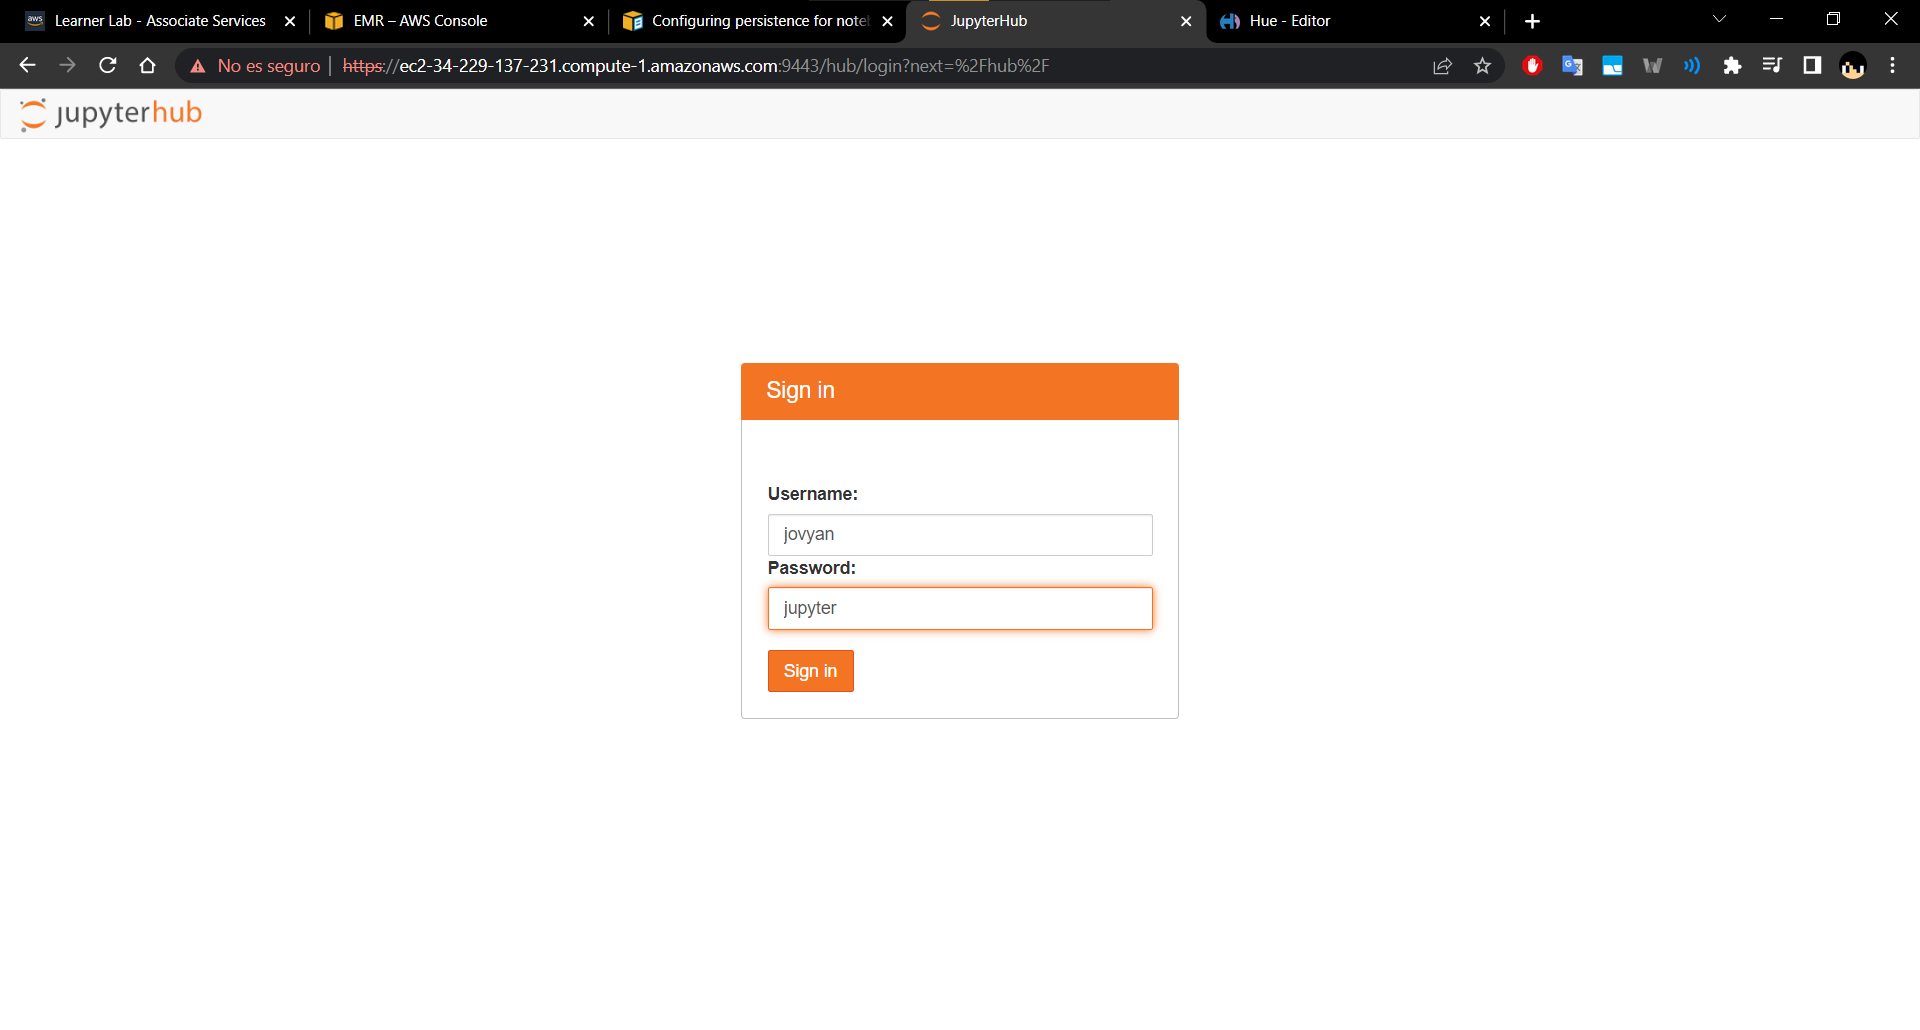 aws Learner Lab - Associate Services
EMR – AWS Console
Configuring persistence for note
JupyterHub
Hue - Editor
No es seguro | https://ec2-34-229-137-231.compute-1.amazonaws.com:9443/hub/login?next=%2Fhub%2F
jupyterhub
Sign in
Username:
jovyan
Password:
jupyter
Sign in